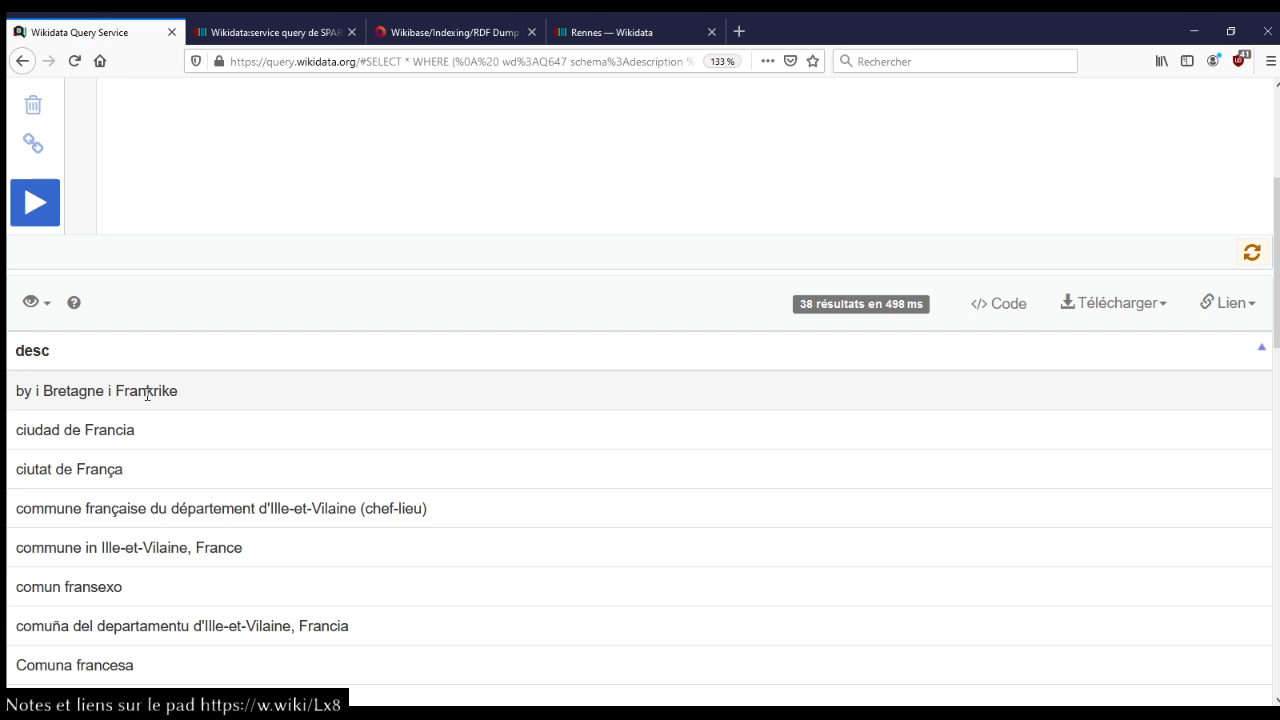 Wikidata Query Service
Wikidata:service query de SPAR
Wikibase/Indexing/RDF Dump
Rennes — Wikidata
https://query.wikidata.org/#SELECT * WHERE {%0A%20 wd%3AQ647 schema%3Adescription %
133 %
Rechercher
38 résultats en 498 ms
</> Code
Télécharger
Lien
desc
by i Bretagne i Frankrike
ciudad de Francia
ciutat de França
commune française du département d'Ille-et-Vilaine (chef-lieu)
commune in Ille-et-Vilaine, France
comun fransexo
comuña del departamentu d'Ille-et-Vilaine, Francia
Comuna francesa
Notes et liens sur le pad https://w.wiki/Lx8